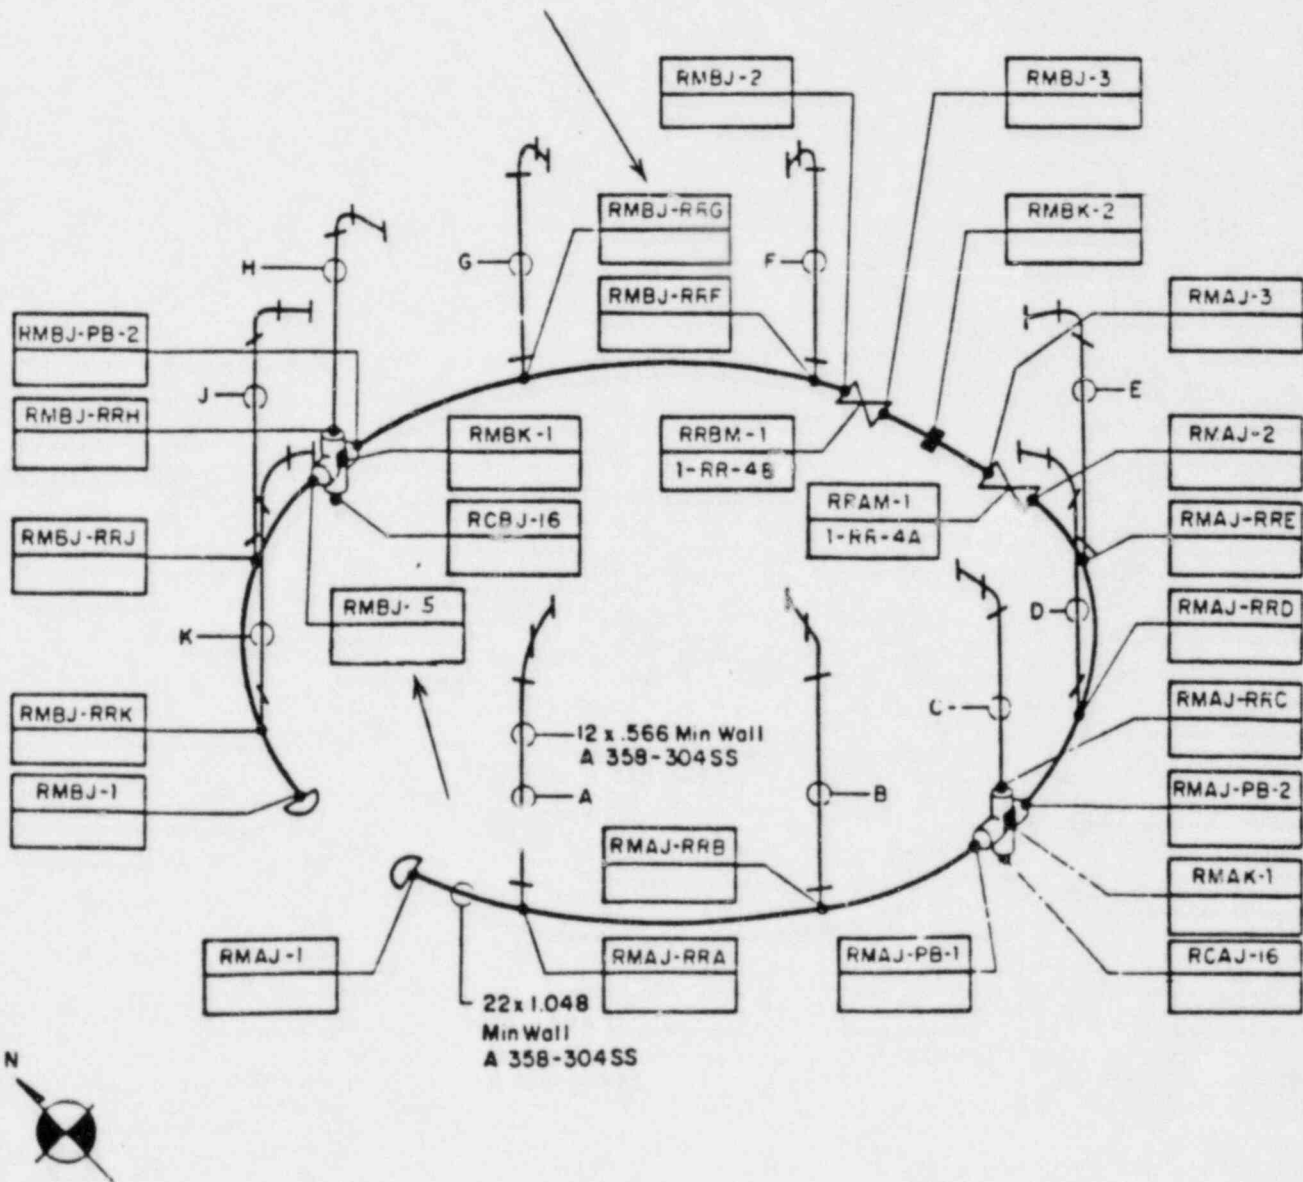 RMBJ-2
RMBJ-3
RMBJ-RRG
RMBK-2
G
F
H
RMBJ-RRF
RMAJ-3
RMBJ-PB-2
J
E
RMBJ-RRH
RMBK-1
RRBM-1
1-RR-4B
RMAJ-2
RCBJ-16
RRAM-1
1-RR-4A
RMBJ-RRJ
RMAJ-RRE
RMBJ-5
D
RMAJ-RRD
K
RMBJ-RRK
C
RMAJ-RRC
12 x .566 Min Wall
A 358-304SS
RMBJ-1
A
B
RMAJ-PB-2
RMAJ-RRB
RMAK-1
RMAJ-1
RMAJ-RRA
RMAJ-PB-1
RCAJ-16
22 x 1.048
Min Wall
A 358-304SS
N